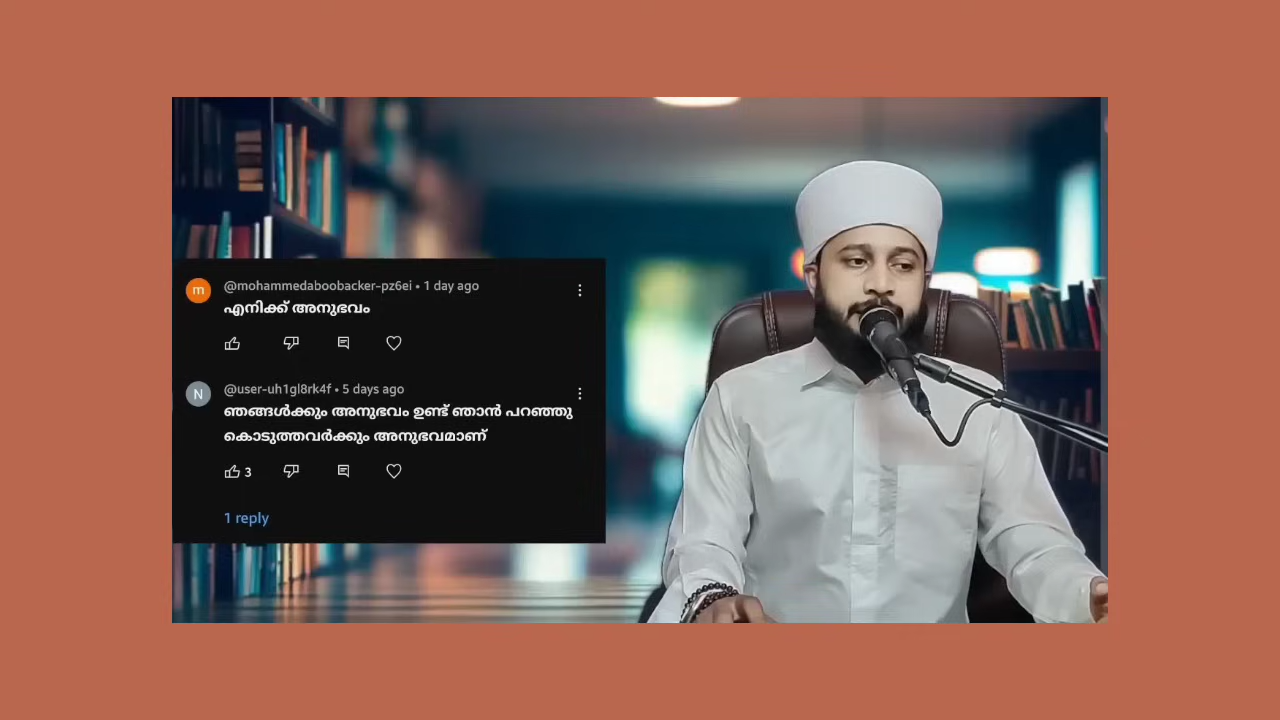 m
@mohammedaboobacker-pz6ei • 1 day ago
എനിക്ക് അനുഭവം
N
@user-uh1gl8rk4f • 5 days ago
ഞങ്ങൾക്കും അനുഭവം ഉണ്ട് ഞാൻ പറഞ്ഞു
കൊടുത്തവർക്കും അനുഭവമാണ്
3
1 reply